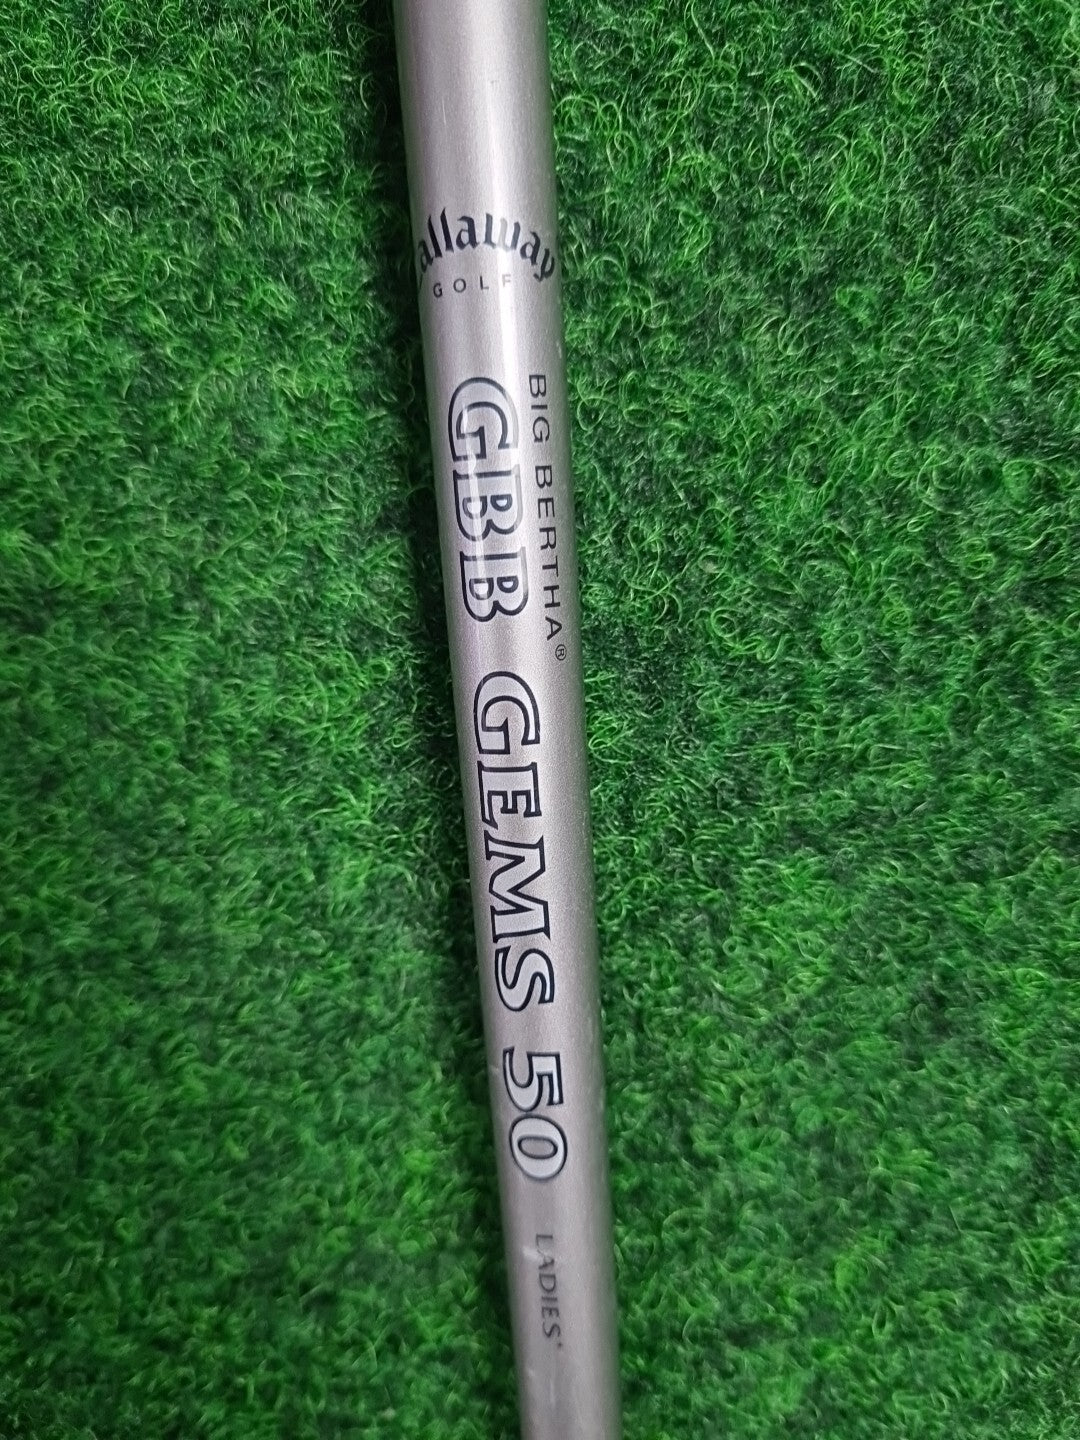 allaway
GOLF
BIG BERTHA®
GBB GEMS 50
LADIES'